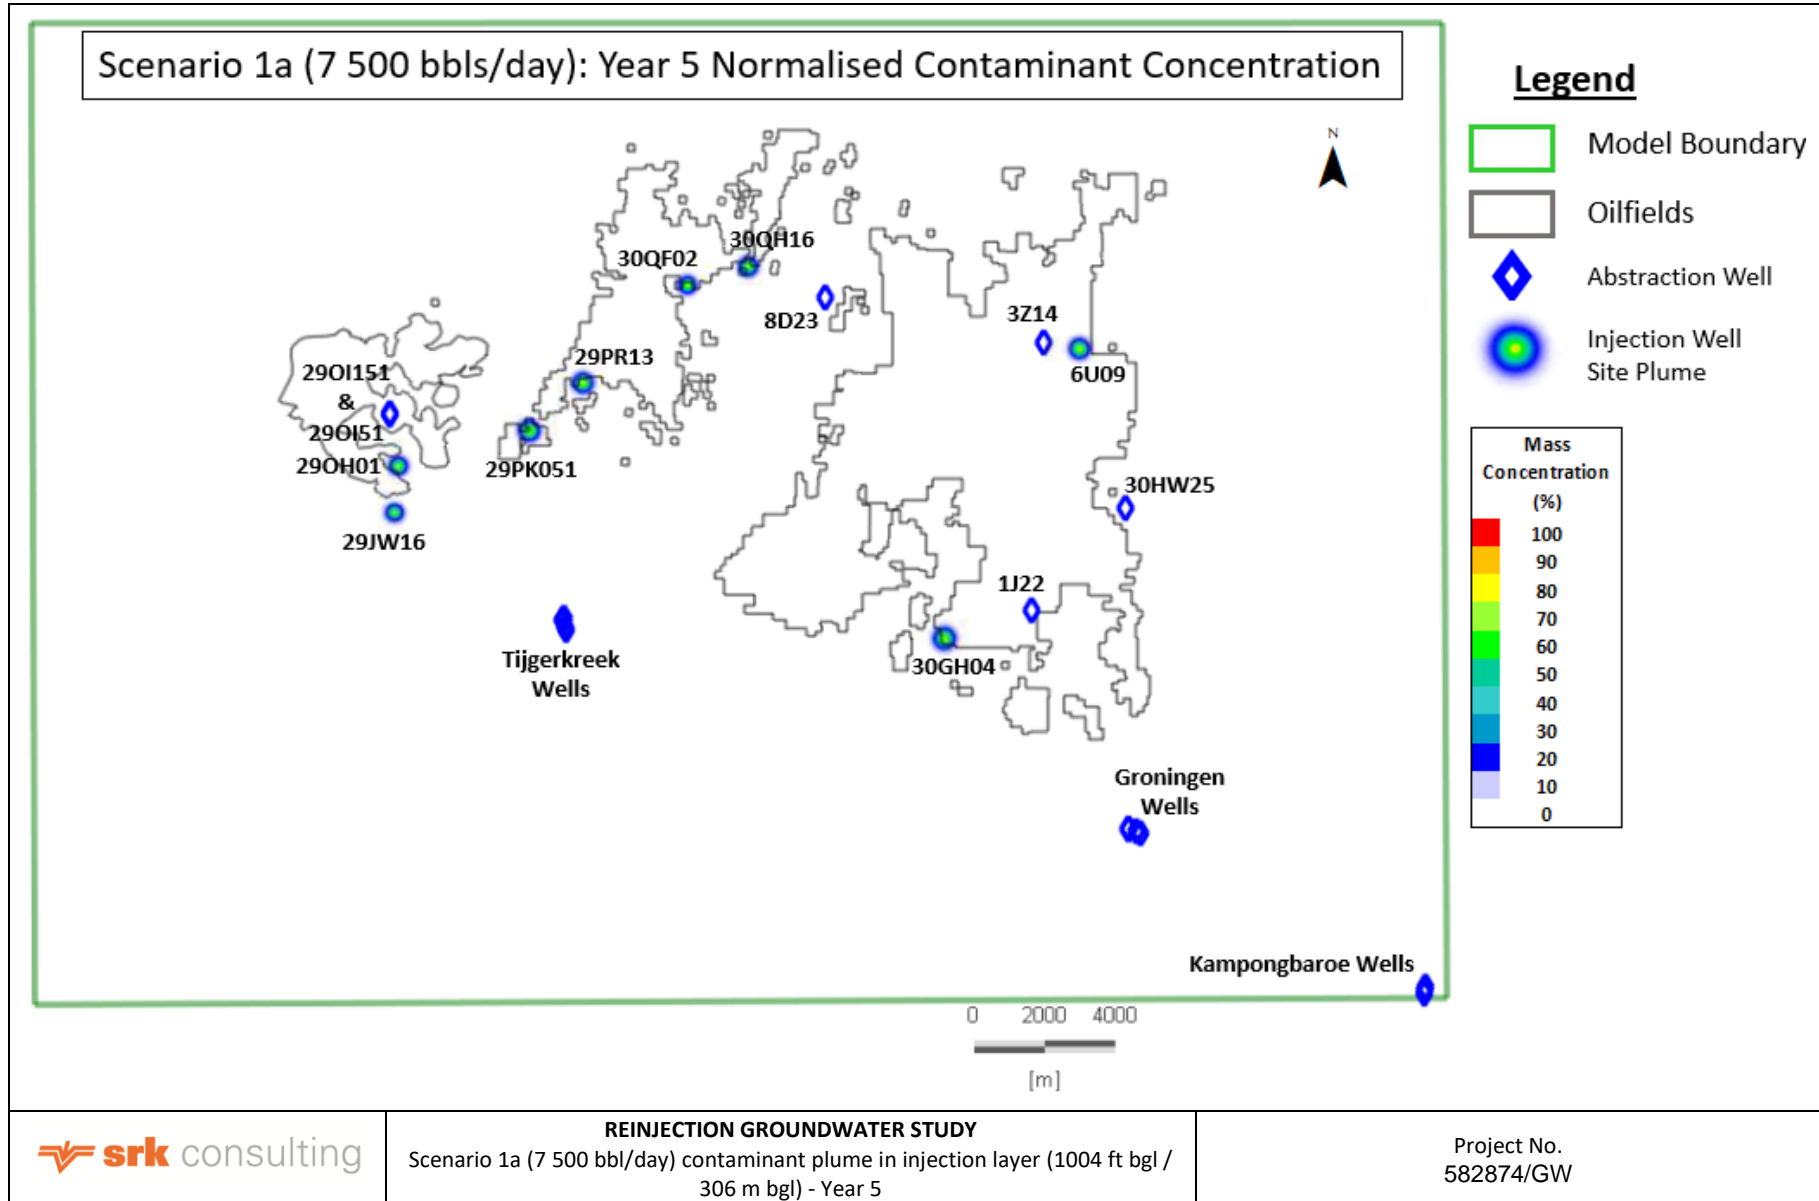 Scenario 1a (7 500 bbls/day): Year 5 Normalised Contaminant Concentration
Legend
Model Boundary
Oilfields
Abstraction Well
Injection Well
Site Plume
Mass
Concentration
(%)
100
90
80
70
60
50
40
30
20
10
0
N
30QH16
30QF02
8D23
3Z14
6U09
29PR13
29OI151
&
29OI51
29OH01
29PK051
29JW16
30HW25
1J22
30GH04
Tijgerkreek
Wells
Groningen
Wells
Kampongbaroe Wells
0 2000 4000
[m]
srk consulting
REINJECTION GROUNDWATER STUDY
Scenario 1a (7 500 bbl/day) contaminant plume in injection layer (1004 ft bgl /
306 m bgl) - Year 5
Project No.
582874/GW